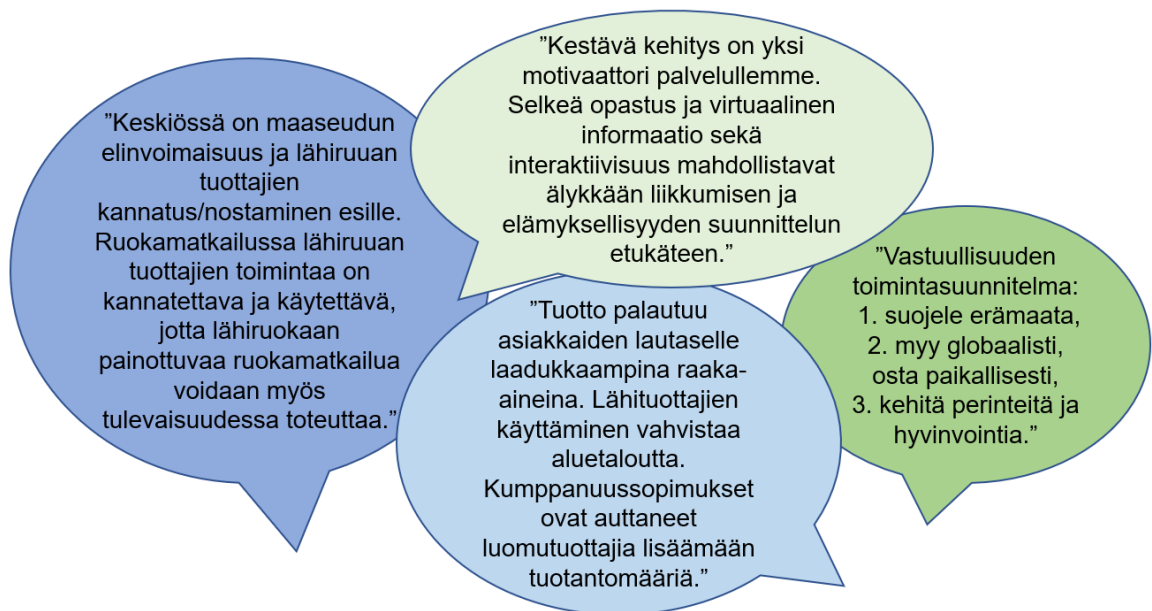 ”Keskiössä on maaseudun
elinvoimaisuus ja lähiruuan
tuottajien
kannatus/nostaminen esille.
Ruokamatkailussa lähiruuan
tuottajien toimintaa on
kannatettava ja käytettävä,
jotta lähiruokaan
painottuvaa ruokamatkailua
voidaan myös
tulevaisuudessa toteuttaa.”
”Kestävä kehitys on yksi
motivaattori palvelullemme.
Selkeä opastus ja virtuaalinen
informaatio sekä
interaktiivisuus mahdollistavat
älykkään liikkumisen ja
elämyksellisyyden suunnittelun
etukäteen.”
”Tuotto palautuu
asiakkaiden lautaselle
laadukkaampina raaka-
aineina. Lähituottajien
käyttäminen vahvistaa
aluetaloutta.
Kumppanuussopimukset
ovat auttaneet
luomutuottajia lisäämään
tuotantomääriä.”
”Vastuullisuuden
toimintasuunnitelma:
1. suojele erämaata,
2. myy globaalisti,
osta paikallisesti,
3. kehitä perinteitä ja
hyvinvointia.”